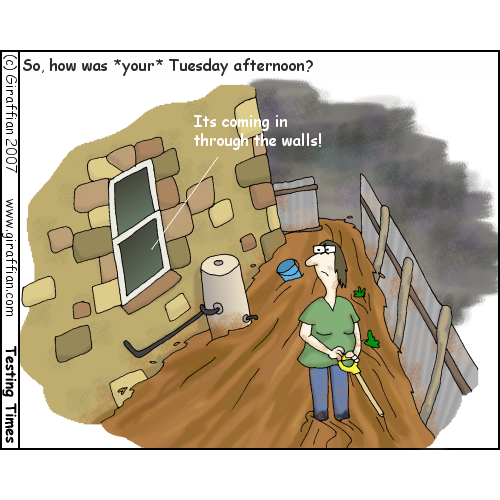 So, how was *your* Tuesday afternoon?
Its coming in
through the walls!
(c) Giraffian 2007 www.giraffian.com Testing Times